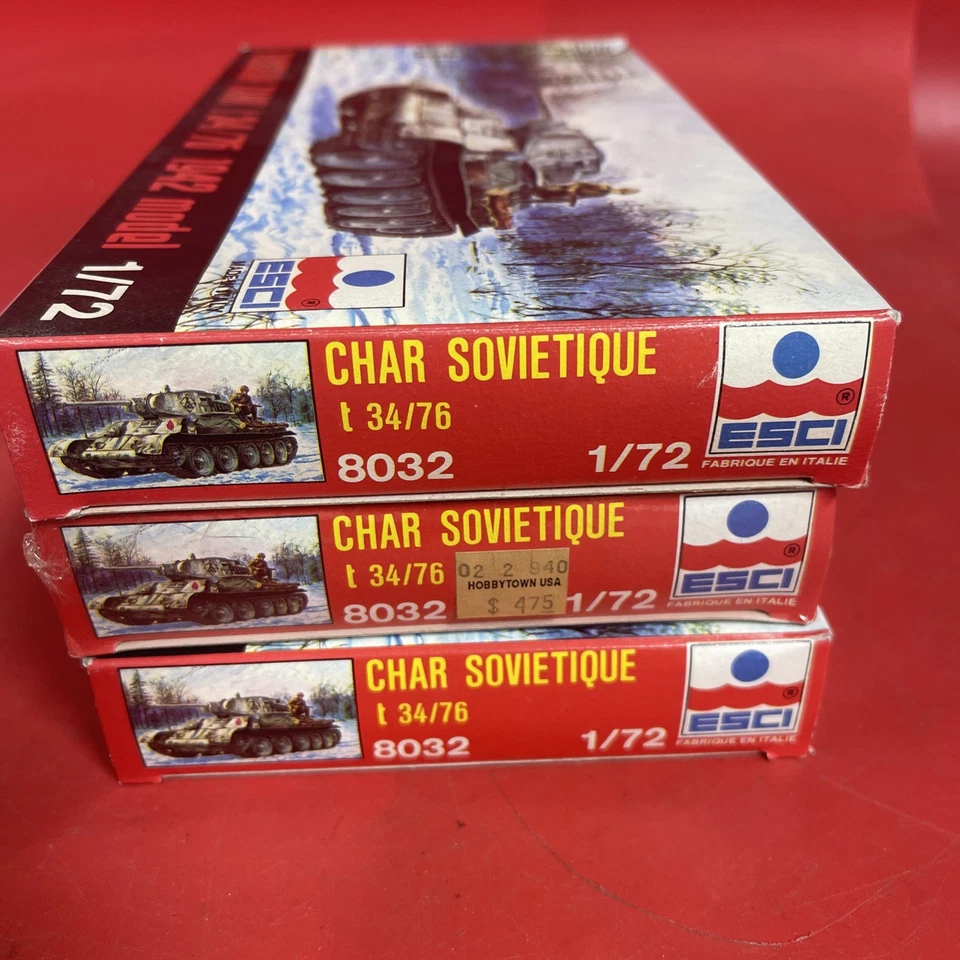 T 34/76 1942 model 1/72
ESCI
®
CHAR SOVIETIQUE
t 34/76
8032
1/72
®
ESCI
FABRIQUE EN ITALIE
CHAR SOVIETIQUE
t 34/76
8032
1/72
02 2 940
HOBBYTOWN USA
$ 475
®
ESCI
FABRIQUE EN ITALIE
CHAR SOVIETIQUE
t 34/76
8032
1/72
®
ESCI
FABRIQUE EN ITALIE